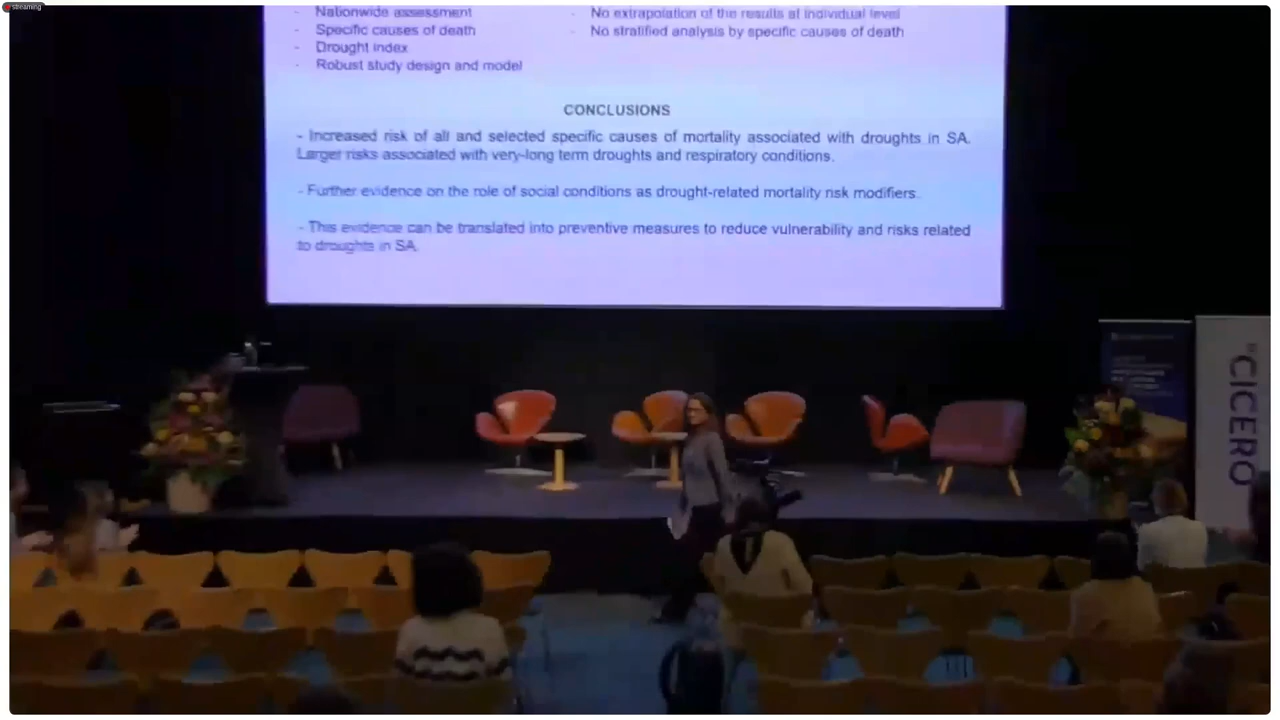 streaming
- Nationwide assessment
- Specific causes of death
- Drought index
- Robust study design and model
- No extrapolation of the results at individual level
- No stratified analysis by specific causes of death
CONCLUSIONS
- Increased risk of all and selected specific causes of mortality associated with droughts in SA.
Larger risks associated with very-long term droughts and respiratory conditions.
- Further evidence on the role of social conditions as drought-related mortality risk modifiers.
- This evidence can be translated into preventive measures to reduce vulnerability and risks related
to droughts in SA.
°CICERO